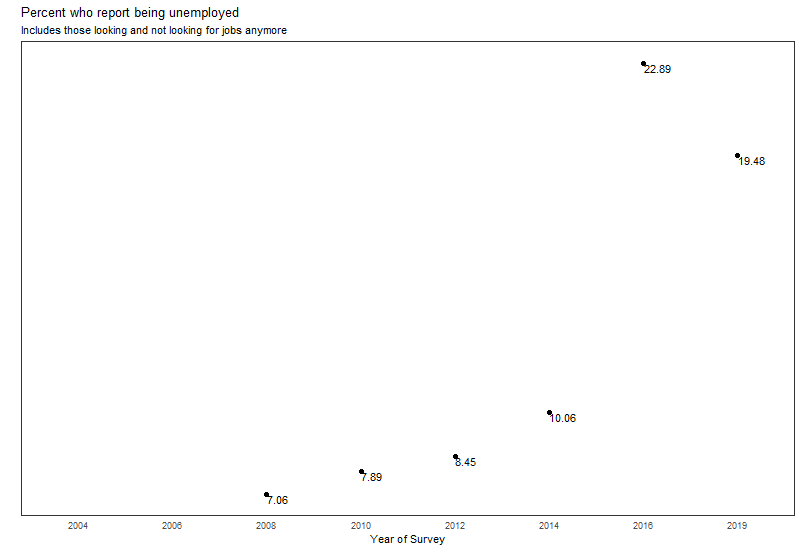 Percent who report being unemployed
Includes those looking and not looking for jobs anymore
22.89
19.48
10.06
8.45
7.89
7.06
2004 2006 2008 2010 2012 2014 2016 2019
Year of Survey